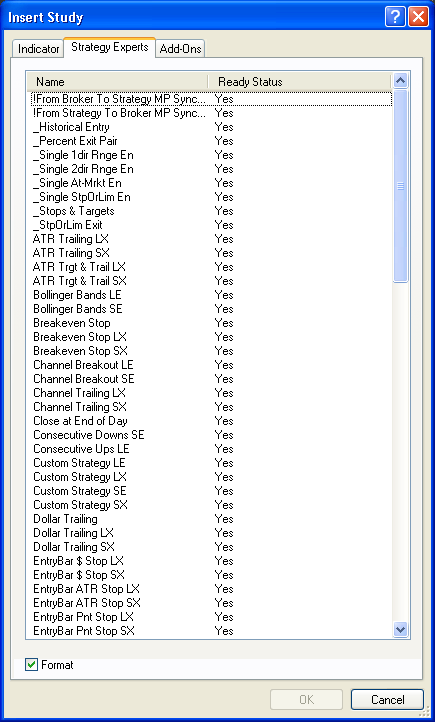 Insert Study
Indicator Strategy Experts Add-Ons
Name Ready Status
!From Broker To Strategy MP Sync... Yes
!From Strategy To Broker MP Sync... Yes
_Historical Entry Yes
_Percent Exit Pair Yes
_Single 1dir Rnge En Yes
_Single 2dir Rnge En Yes
_Single At-Mrkt En Yes
_Single StpOrLim En Yes
_Stops & Targets Yes
_StpOrLim Exit Yes
ATR Trailing LX Yes
ATR Trailing SX Yes
ATR Trgt & Trail LX Yes
ATR Trgt & Trail SX Yes
Bollinger Bands LE Yes
Bollinger Bands SE Yes
Breakeven Stop Yes
Breakeven Stop LX Yes
Breakeven Stop SX Yes
Channel Breakout LE Yes
Channel Breakout SE Yes
Channel Trailing LX Yes
Channel Trailing SX Yes
Close at End of Day Yes
Consecutive Downs SE Yes
Consecutive Ups LE Yes
Custom Strategy LE Yes
Custom Strategy SE Yes
Custom Strategy SX Yes
Dollar Trailing Yes
Dollar Trailing LX Yes
Dollar Trailing SX Yes
EntryBar $ Stop LX Yes
EntryBar $ Stop SX Yes
EntryBar ATR Stop LX Yes
EntryBar ATR Stop SX Yes
EntryBar Pnt Stop LX Yes
EntryBar Pnt Stop SX Yes
Format
OK Cancel